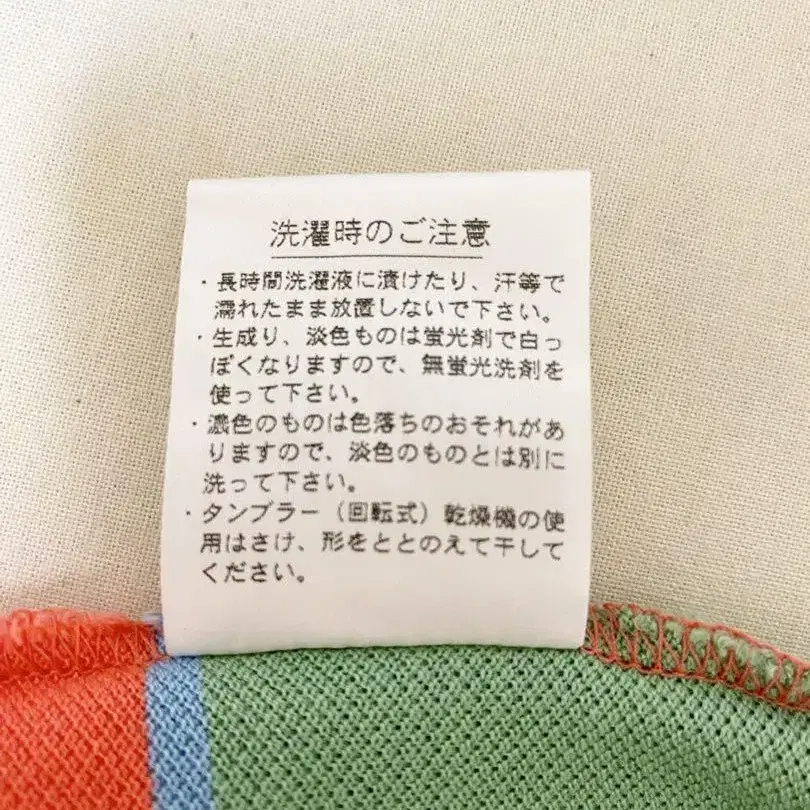 洗濯時のご注意
・長時間洗濯液に漬けたり、汗等で
濡れたまま放置しないで下さい。
・生成り、淡色ものは蛍光剤で白っ
ぽくなりますので、無蛍光洗剤を
使って下さい。
・濃色のものは色落ちのおそれがあ
りますので、淡色のものとは別に
洗って下さい。
・タンブラー（回転式）乾燥機の使
用はさけ、形をととのえて干して
ください。